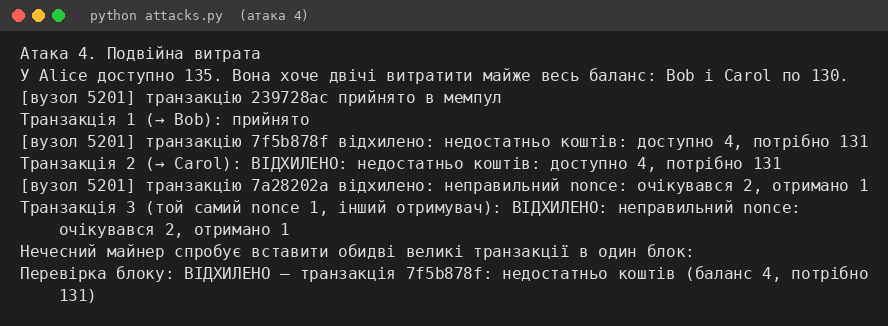 python attacks.py  (атака 4)
Атака 4. Подвійна витрата
У Alice доступно 135. Вона хоче двічі витратити майже весь баланс: Bob і Carol по 130.
[вузол 5201] транзакцію 239728ac прийнято в мемпул
Транзакція 1 (→ Bob): прийнято
[вузол 5201] транзакцію 7f5b878f відхилено: недостатньо коштів: доступно 4, потрібно 131
Транзакція 2 (→ Carol): ВІДХИЛЕНО: недостатньо коштів: доступно 4, потрібно 131
[вузол 5201] транзакцію 7a28202a відхилено: неправильний nonce: очікувався 2, отримано 1
Транзакція 3 (той самий nonce 1, інший отримувач): ВІДХИЛЕНО: неправильний nonce:
очікувався 2, отримано 1
Нечесний майнер спробує вставити обидві великі транзакції в один блок:
Перевірка блоку: ВІДХИЛЕНО — транзакція 7f5b878f: недостатньо коштів (баланс 4, потрібно
131)